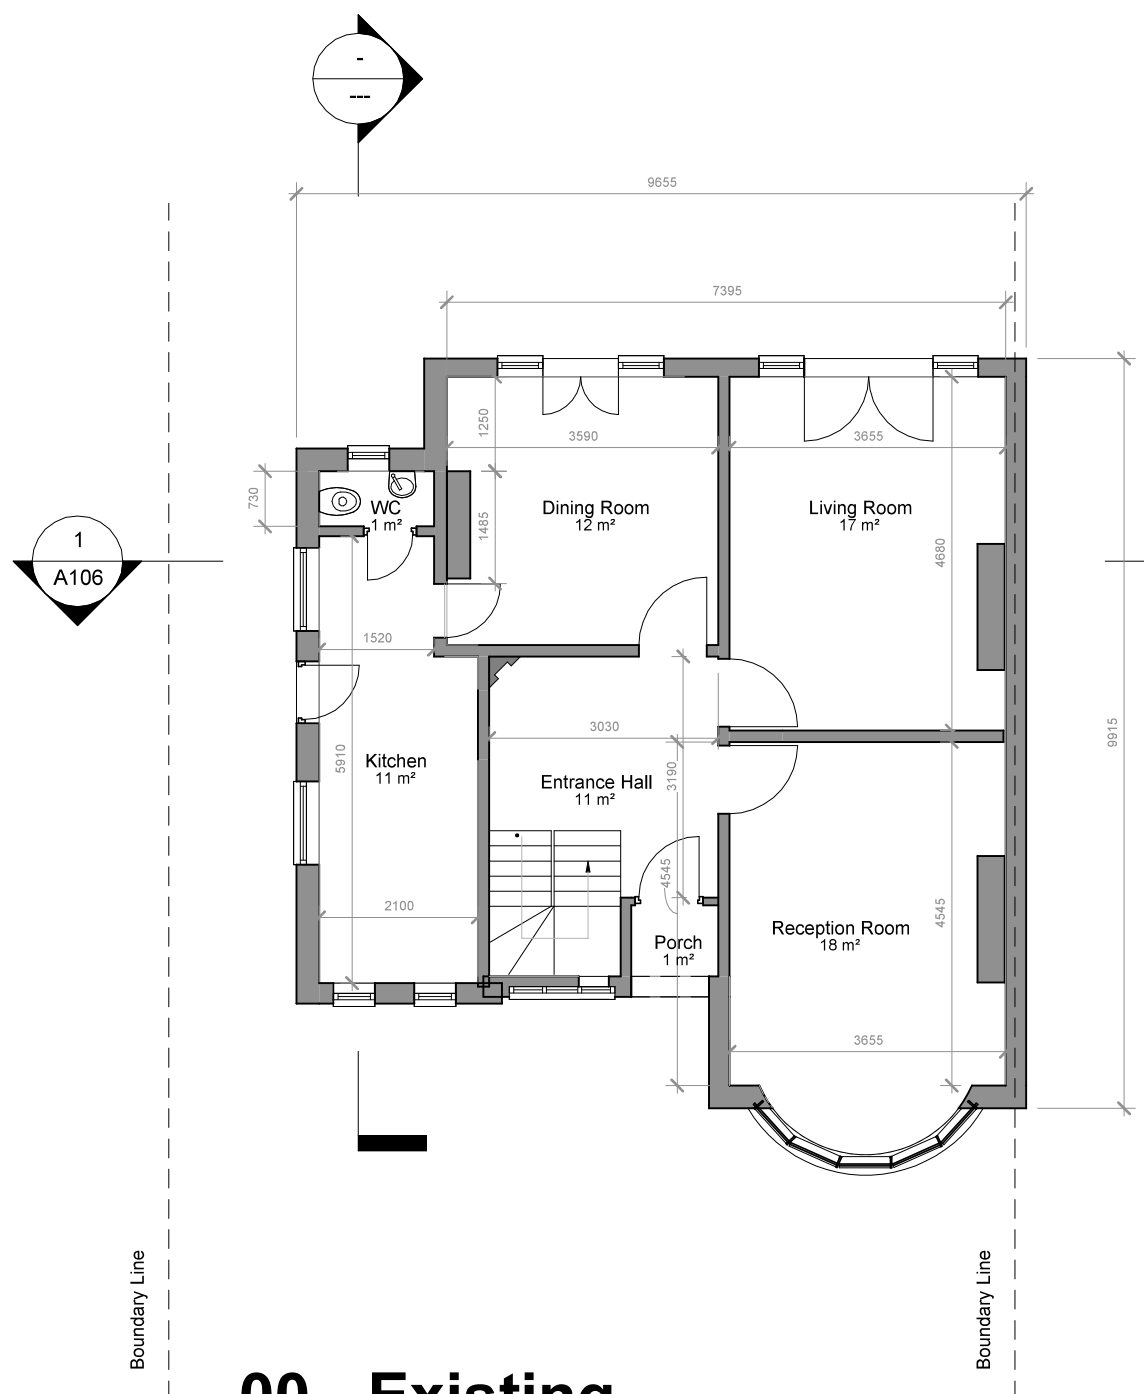 -
---
9655
7395
1250
3590
3655
730
WC
1 m²
1485
Dining Room
12 m²
Living Room
17 m²
4680
1
A106
1520
5910
3030
9915
Kitchen
11 m²
3190
Entrance Hall
11 m²
4545
2100
4545
Reception Room
18 m²
Porch
1 m²
3655
Boundary Line
Boundary Line
00 Existing